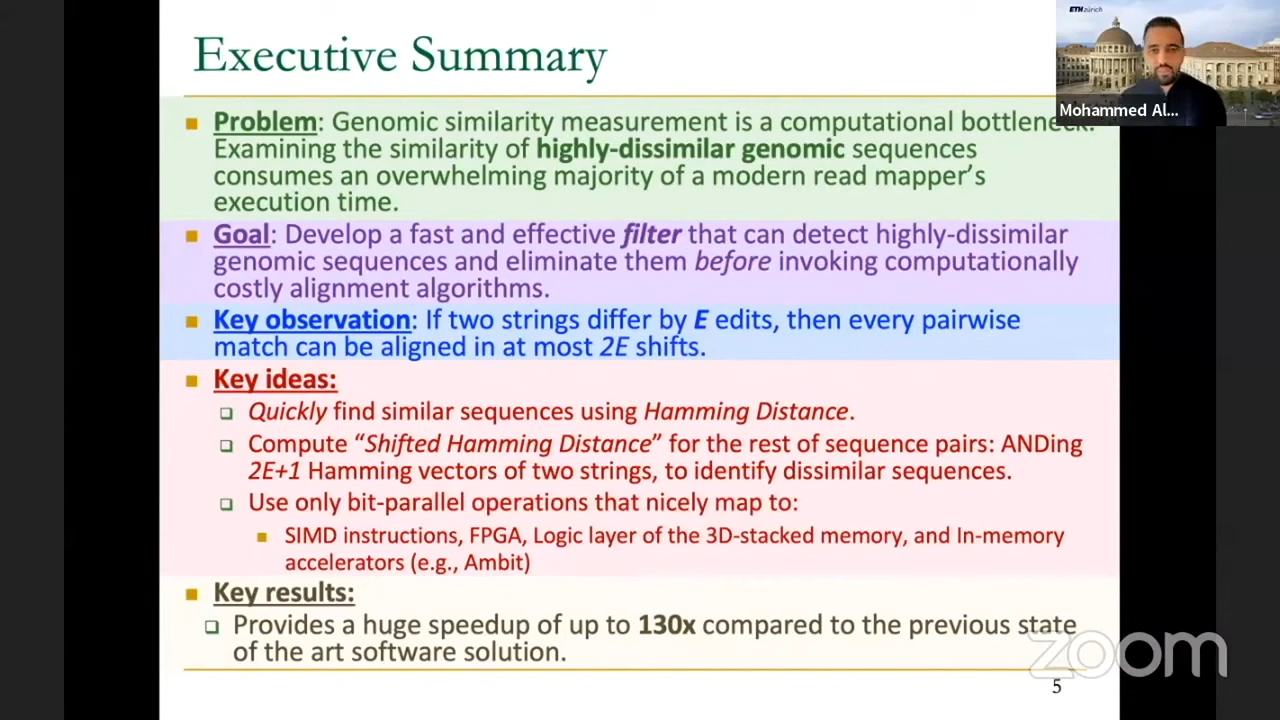 Executive Summary
ETH zürich
Mohammed Al...
■ Problem: Genomic similarity measurement is a computational bottleneck.
Examining the similarity of highly-dissimilar genomic sequences
consumes an overwhelming majority of a modern read mapper's
execution time.
■ Goal: Develop a fast and effective filter that can detect highly-dissimilar
genomic sequences and eliminate them before invoking computationally
costly alignment algorithms.
■ Key observation: If two strings differ by E edits, then every pairwise
match can be aligned in at most 2E shifts.
■ Key ideas:
❑ Quickly find similar sequences using Hamming Distance.
❑ Compute “Shifted Hamming Distance” for the rest of sequence pairs: ANDing
2E+1 Hamming vectors of two strings, to identify dissimilar sequences.
❑ Use only bit-parallel operations that nicely map to:
■ SIMD instructions, FPGA, Logic layer of the 3D-stacked memory, and In-memory
accelerators (e.g., Ambit)
■ Key results:
❑ Provides a huge speedup of up to 130x compared to the previous state
of the art software solution.
zoom
5